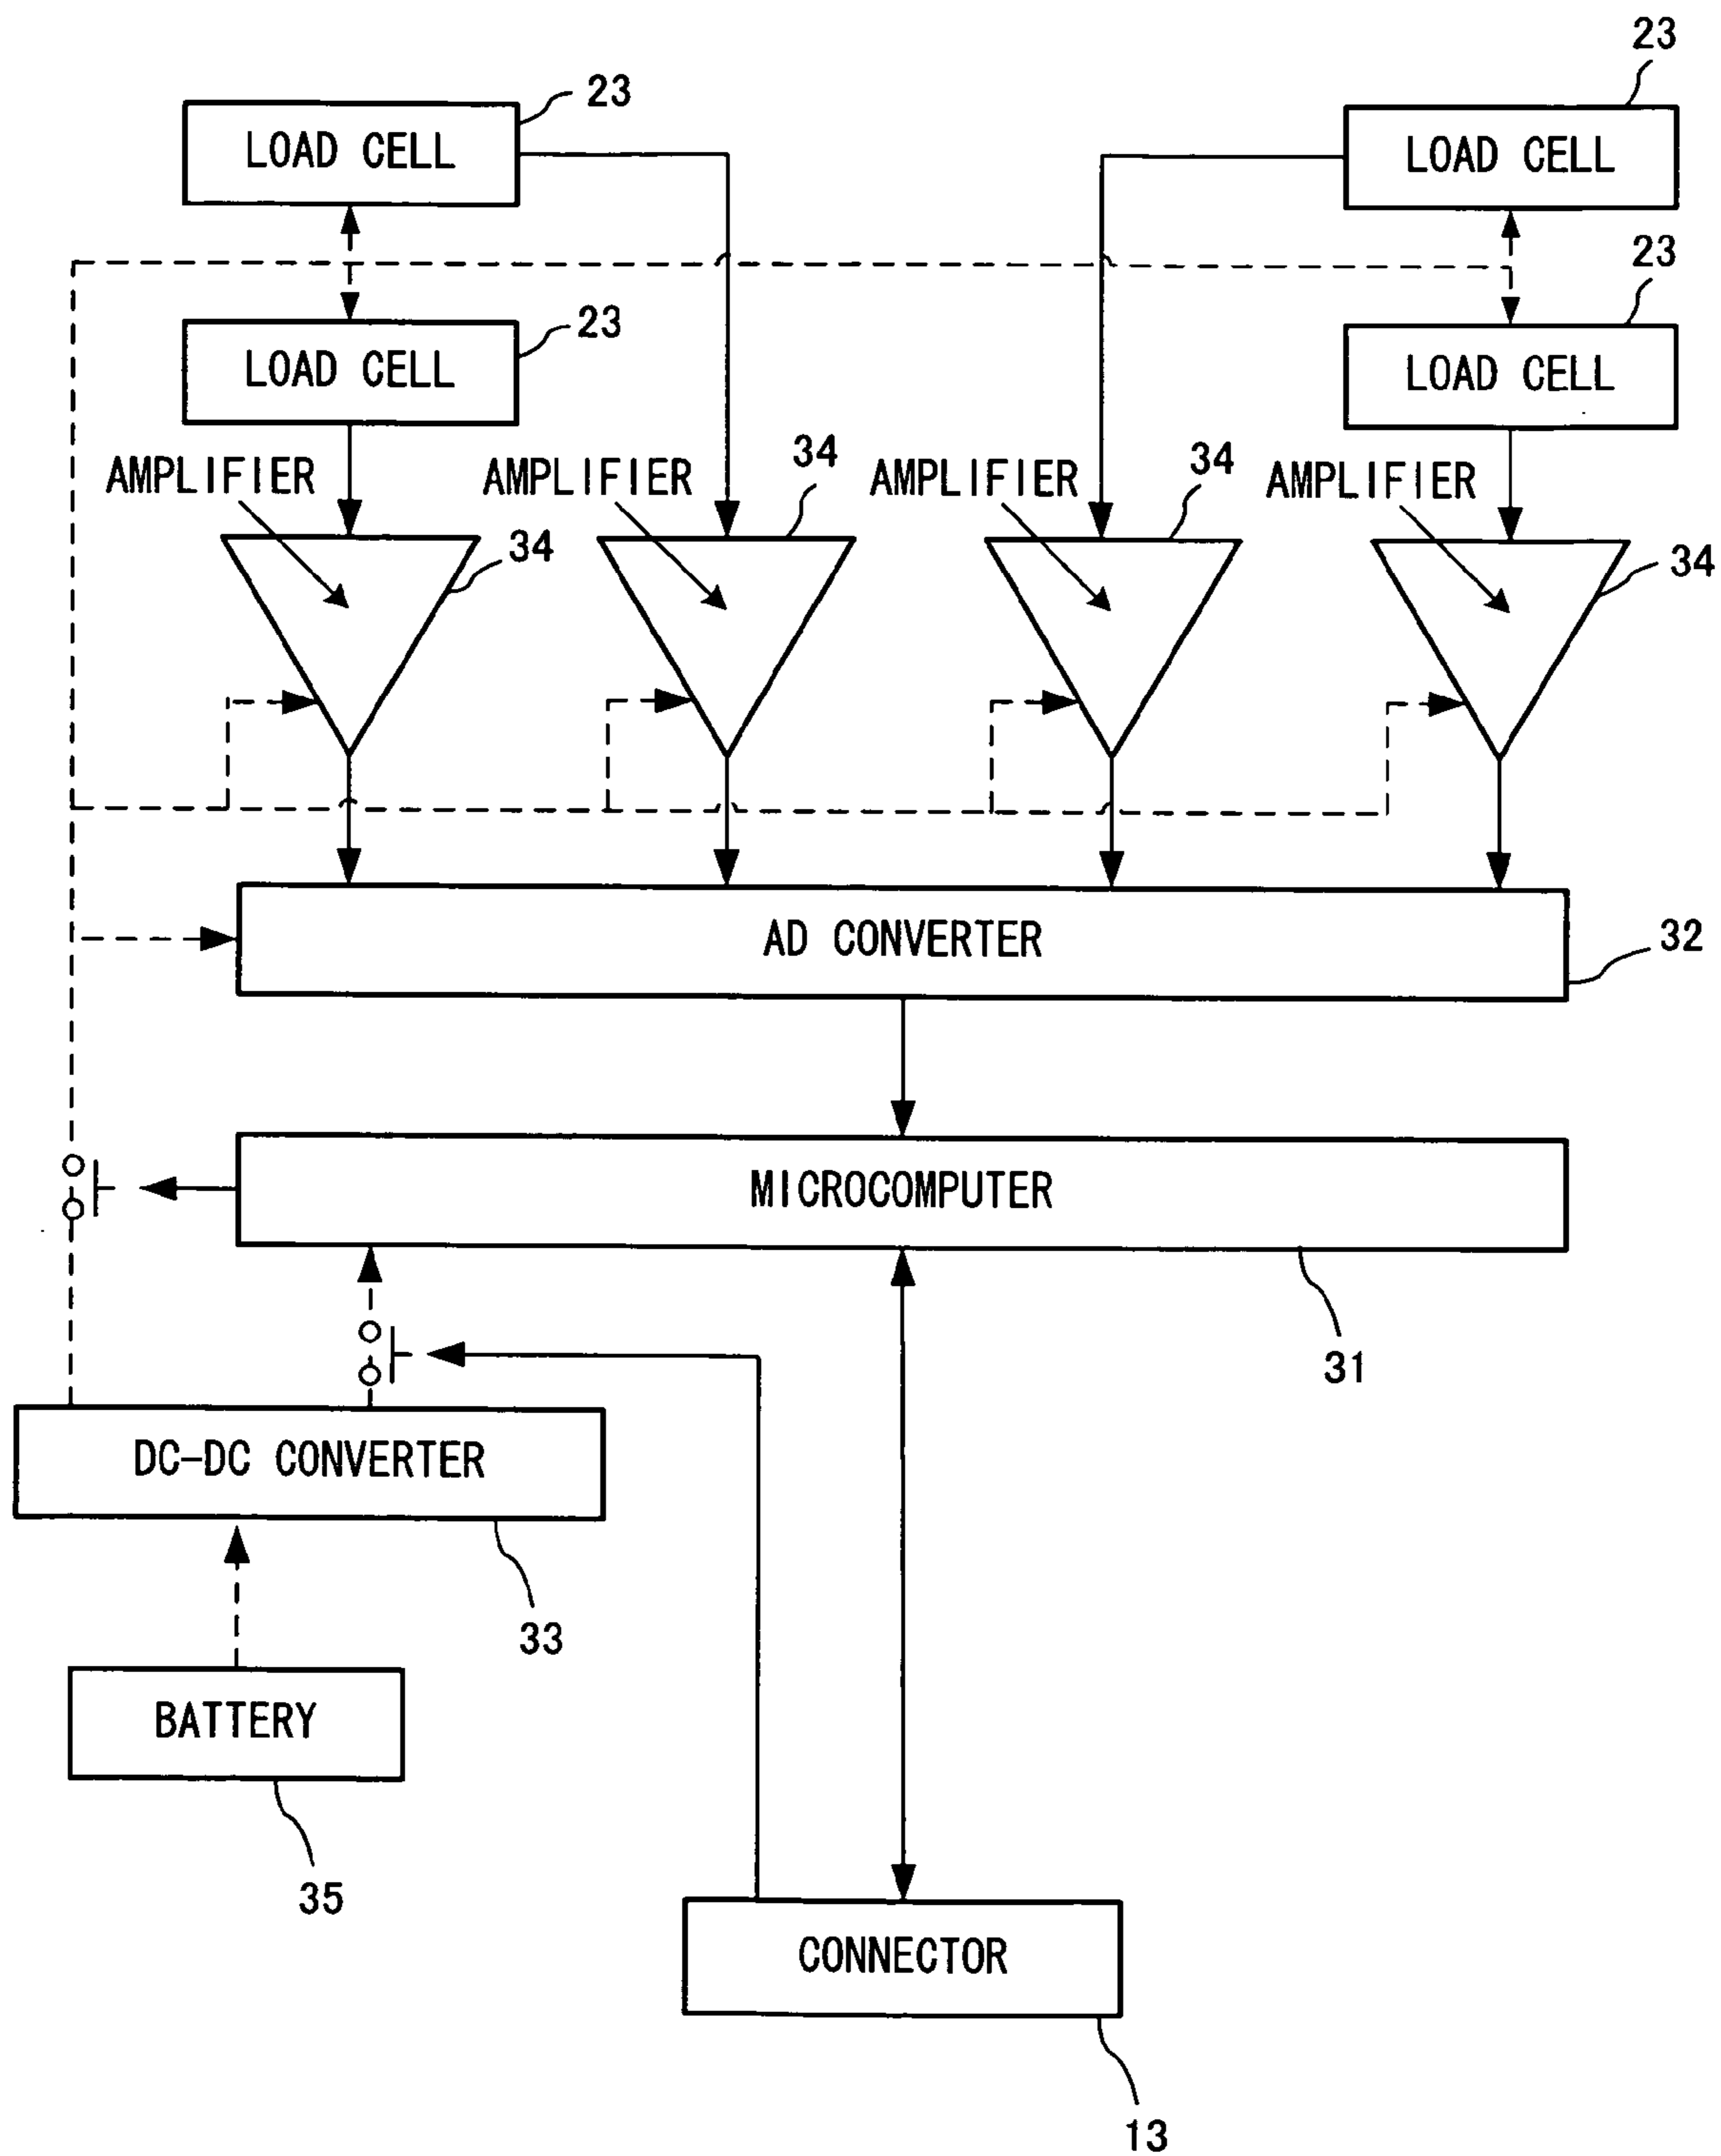 23
23
LOAD CELL
LOAD CELL
23
23
LOAD CELL
LOAD CELL
34
34
AMPLIFIER
AMPLIFIER
AMPLIFIER
AMPLIFIER
34
34
AD CONVERTER
32
MICROCOMPUTER
31
DC-DC CONVERTER
33
BATTERY
35
CONNECTOR
13